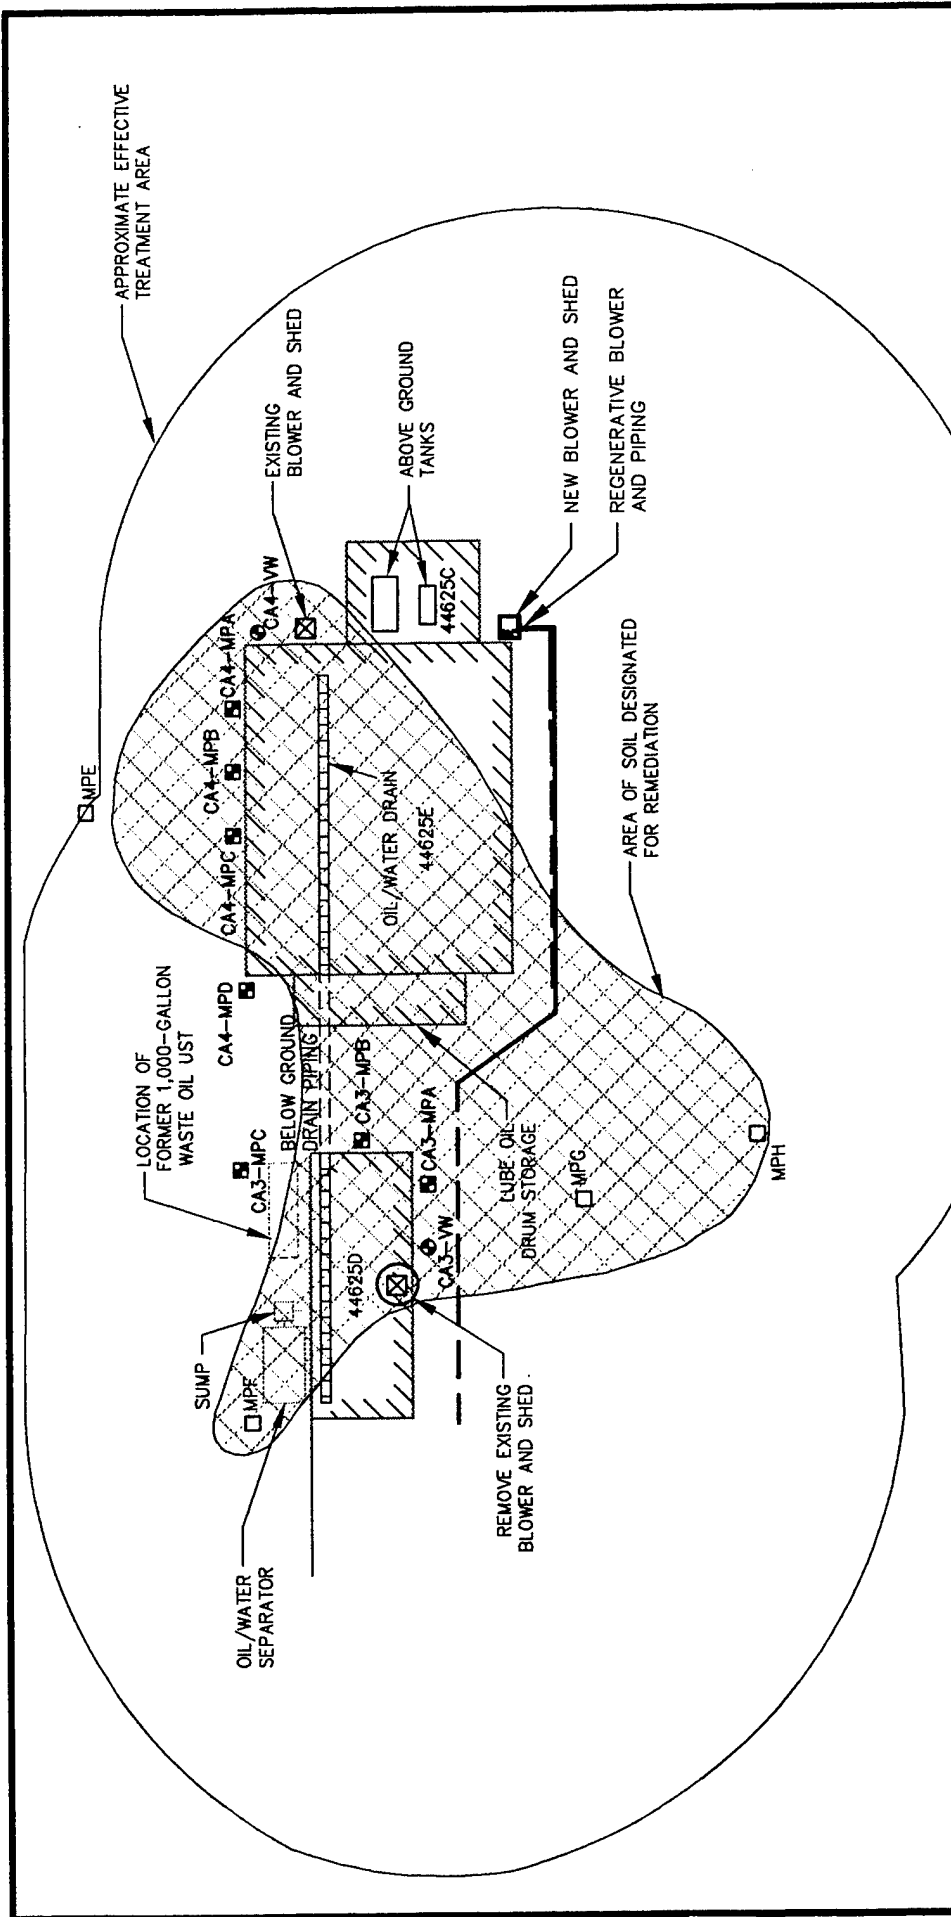 APPROXIMATE EFFECTIVE
TREATMENT AREA
EXISTING
BLOWER AND SHED
ABOVE GROUND
TANKS
NEW BLOWER AND SHED
REGENERATIVE BLOWER
AND PIPING
AREA OF SOIL DESIGNATED
FOR REMEDIATION
MPE
CA4-VW
CA4-MPA
CA4-MPB
CA4-MPC
CA4-MPD
44625C
OIL/WATER DRAIN
44625E
LOCATION OF
FORMER 1,000-GALLON
WASTE OIL UST
BELOW GROUND
DRAIN PIPING
CA3-MPC
CA3-MPB
CA3-MPA
CA3-VW
LUBE OIL
DRUM STORAGE
MPG
MPH
44625D
SUMP
MPF
OIL/WATER
SEPARATOR
REMOVE EXISTING
BLOWER AND SHED